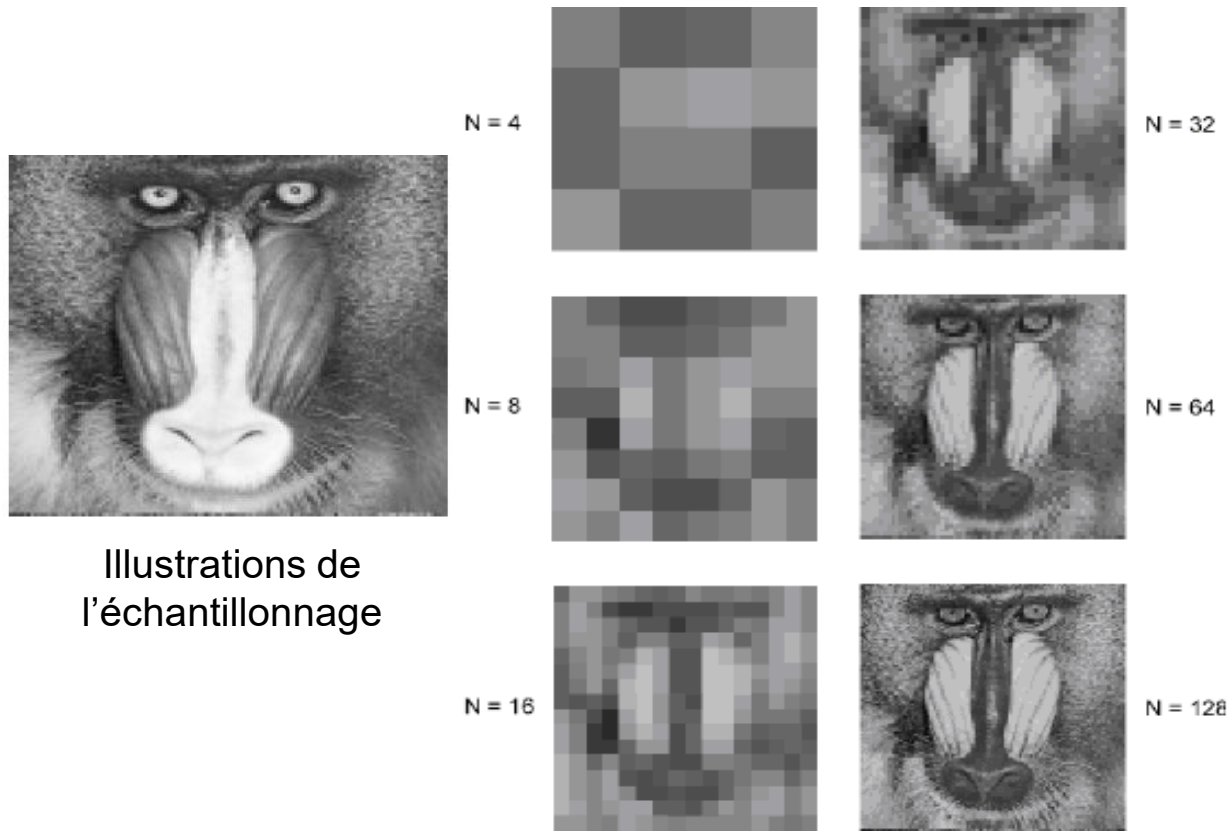 N = 4
N = 32
N = 8
N = 64
Illustrations de
l’échantillonnage
N = 16
N = 128